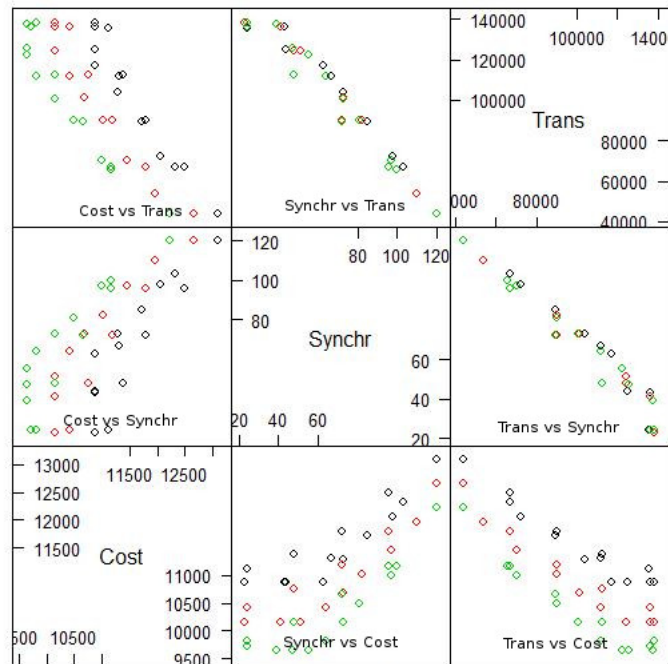 140000
120000
100000
Trans
100000 1400
80000
60000
40000
000 80000
Cost vs Trans
Synchr vs Trans
120
100
80
80 100 120
Synchr
60
40
20
20 40 60
Cost vs Synchr
Trans vs Synchr
13000
12500
12000
11500
11500 12500
Cost
11000
10500
10000
9500
500 10500
Synchr vs Cost
Trans vs Cost